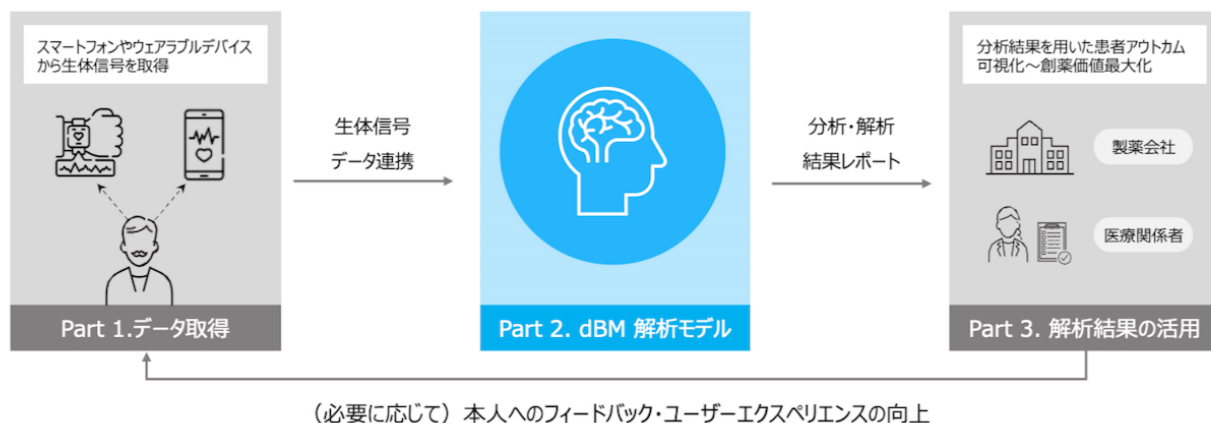 スマートフォンやウェアラブルデバイス
から生体信号を取得
生体信号
データ連携
分析・解析
結果レポート
分析結果を用いた患者アウトカム
可視化～創薬価値最大化
製薬会社
医療関係者
Part 1.データ取得
Part 2. dBM 解析モデル
Part 3. 解析結果の活用
（必要に応じて）本人へのフィードバック・ユーザーエクスペリエンスの向上